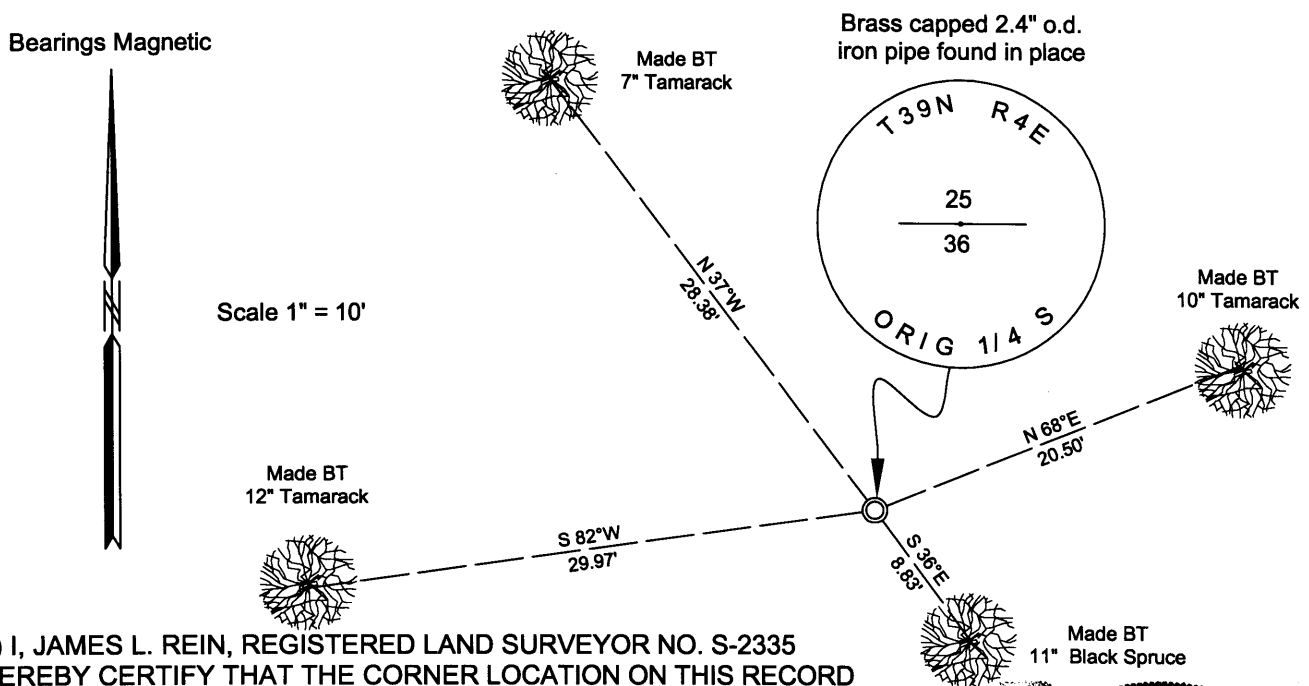 Bearings Magnetic
Made BT
7" Tamarack
Brass capped 2.4" o.d.
iron pipe found in place
T39N R4E
25
36
ORIG 1/4 S
N 37°W
28.38'
Scale 1" = 10'
Made BT
10" Tamarack
N 68°E
20.50'
Made BT
12" Tamarack
S 82°W
29.97'
S 36°E
8.83'
Made BT
11" Black Spruce
) I, JAMES L. REIN, REGISTERED LAND SURVEYOR NO. S-2335
EREBY CERTIFY THAT THE CORNER LOCATION ON THIS RECORD